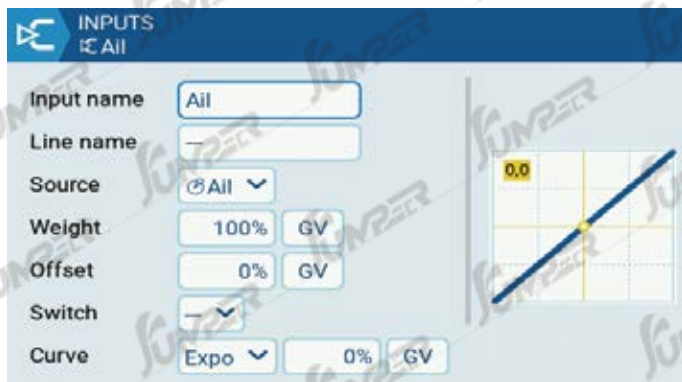 INPUTS
Ail
Input name Ail
Line name ---
Source Ail
Weight 100% GV
Offset 0% GV
Switch ---
Curve Expo 0% GV
0,0
JUMPER